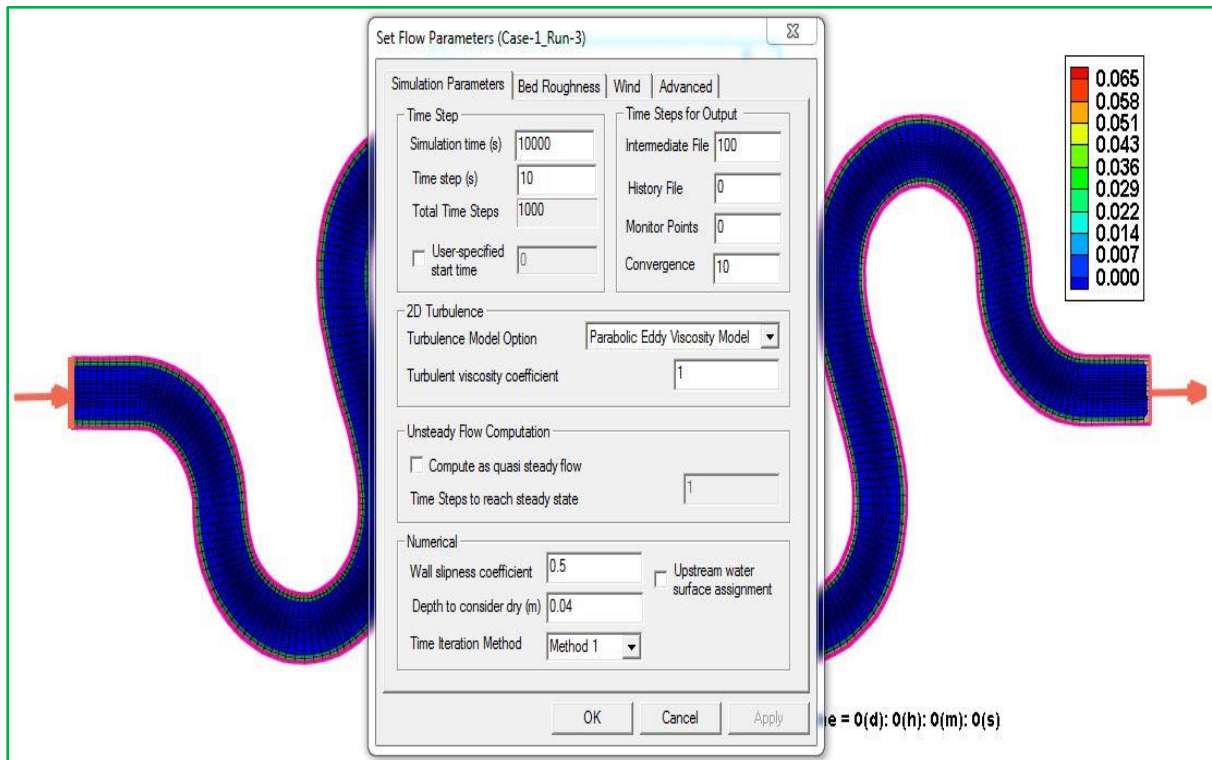 Set Flow Parameters (Case-1_Run-3)
Simulation Parameters Bed Roughness Wind Advanced
Time Step
Simulation time (s) 10000
Time step (s) 10
Total Time Steps 1000
User-specified
start time 0
Time Steps for Output
Intermediate File 100
History File 0
Monitor Points 0
Convergence 10
2D Turbulence
Turbulence Model Option Parabolic Eddy Viscosity Model
Turbulent viscosity coefficient 1
Unsteady Flow Computation
Compute as quasi steady flow
Time Steps to reach steady state 1
Numerical
Wall slipness coefficient 0.5
Depth to consider dry (m) 0.04
Time Iteration Method Method 1
Upstream water
surface assignment
OK Cancel Apply
0.065
0.058
0.051
0.043
0.036
0.029
0.022
0.014
0.007
0.000
e = 0(d): 0(h): 0(m): 0(s)